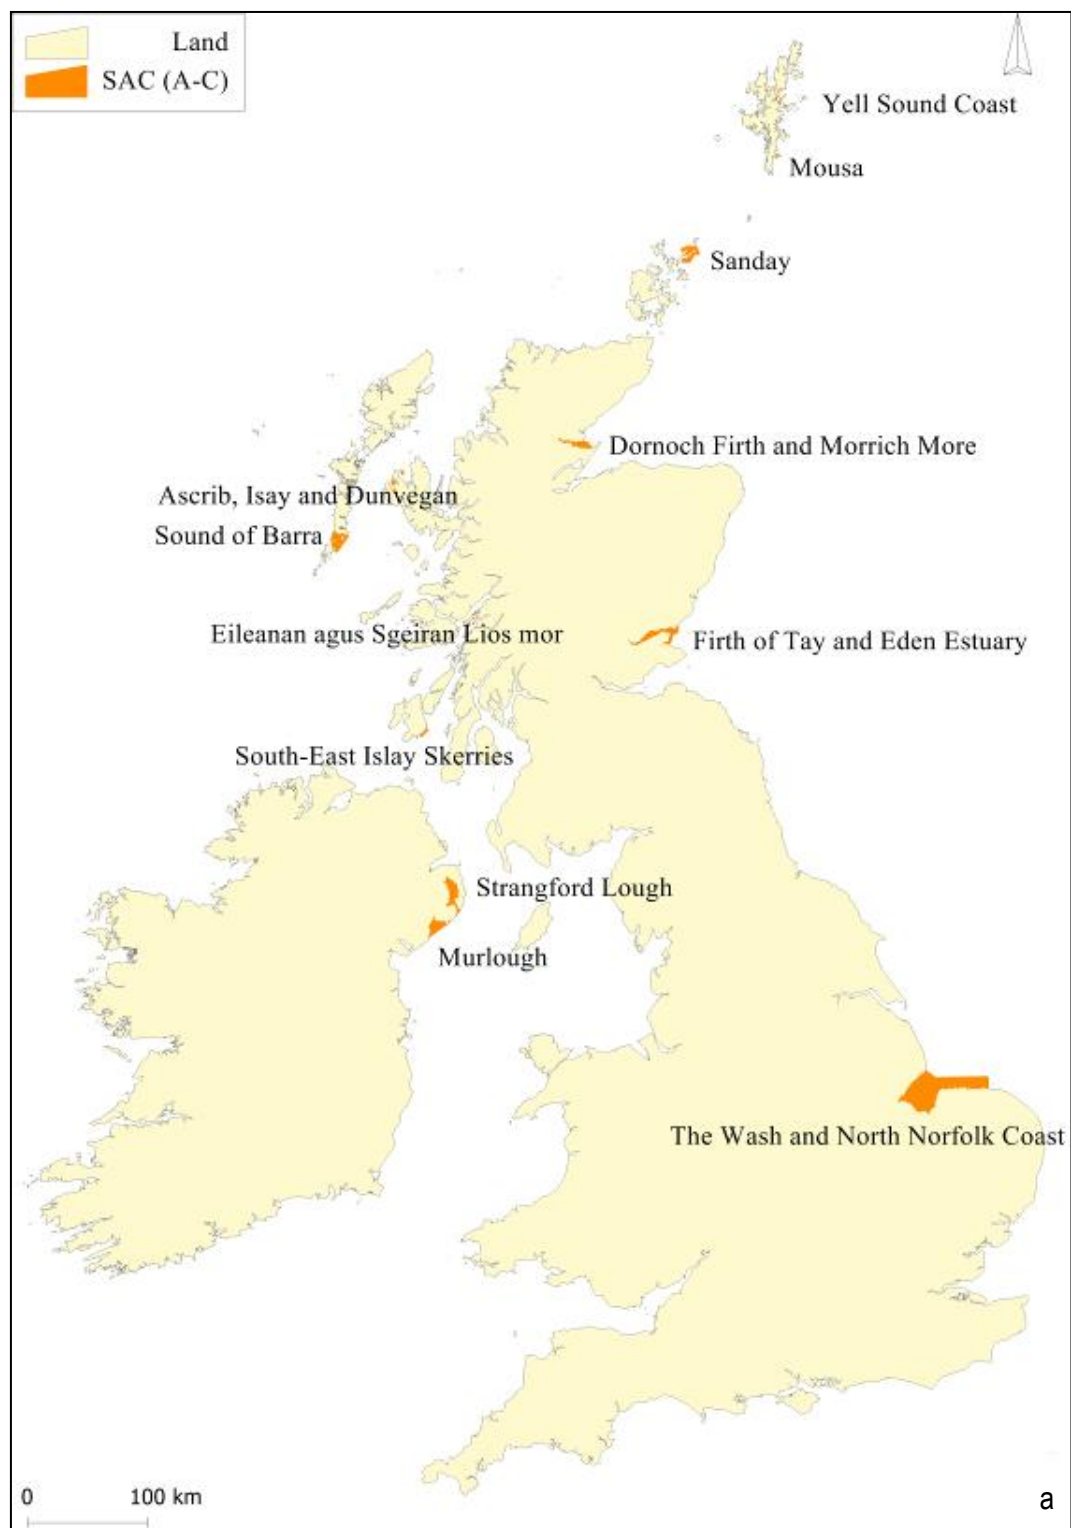 Land
SAC (A-C)
Yell Sound Coast
Mousa
Sanday
Dornoch Firth and Morrich More
Ascrib, Isay and Dunvegan
Sound of Barra
Eileanan agus Sgeiran Lios mor
Firth of Tay and Eden Estuary
South-East Islay Skerries
Strangford Lough
Murlough
The Wash and North Norfolk Coast
0 100 km
a